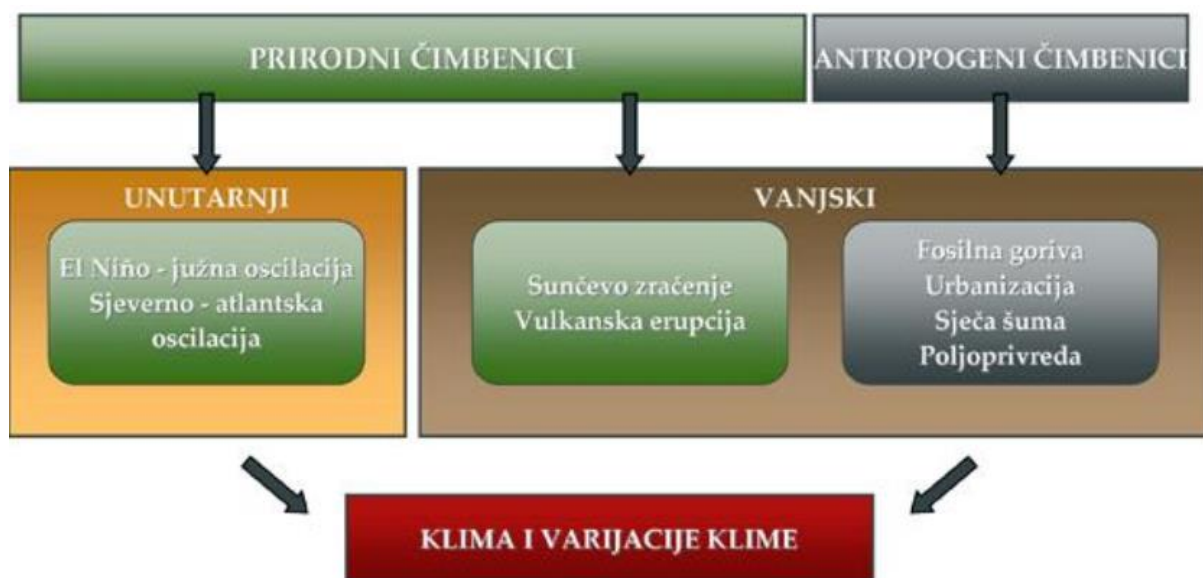 PRIRODNI ČIMBENICI
ANTROPOGENI ČIMBENICI
UNUTARNJI
El Niño - južna oscilacija
Sjeverno - atlantska
oscilacija
VANJSKI
Sunčevo zračenje
Vulkanska erupcija
Fosilna goriva
Urbanizacija
Sječa šuma
Poljoprivreda
KLIMA I VARIJACIJE KLIME